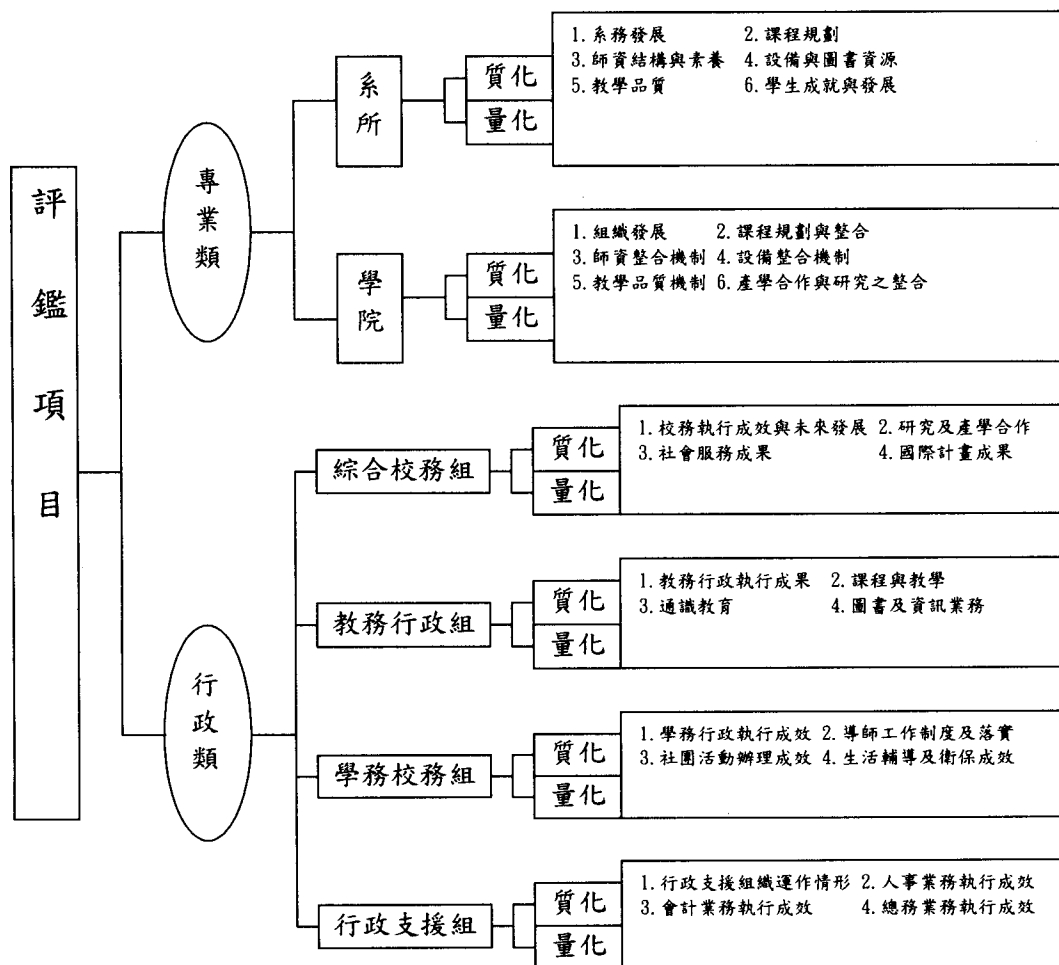 評鑑項目
專業類
系所
質化
量化
1.系務發展 2.課程規劃
3.師資結構與素養 4.設備與圖書資源
5.教學品質 6.學生成就與發展
學院
質化
量化
1.組織發展 2.課程規劃與整合
3.師資整合機制 4.設備整合機制
5.教學品質機制 6.產學合作與研究之整合
行政類
綜合校務組
質化
量化
1.校務執行成效與未來發展 2.研究及產學合作
3.社會服務成果 4.國際計畫成果
教務行政組
質化
量化
1.教務行政執行成果 2.課程與教學
3.通識教育 4.圖書及資訊業務
學務校務組
質化
量化
1.學務行政執行成效 2.導師工作制度及落實
3.社團活動辦理成效 4.生活輔導及衛保成效
行政支援組
質化
量化
1.行政支援組織運作情形 2.人事業務執行成效
3.會計業務執行成效 4.總務業務執行成效